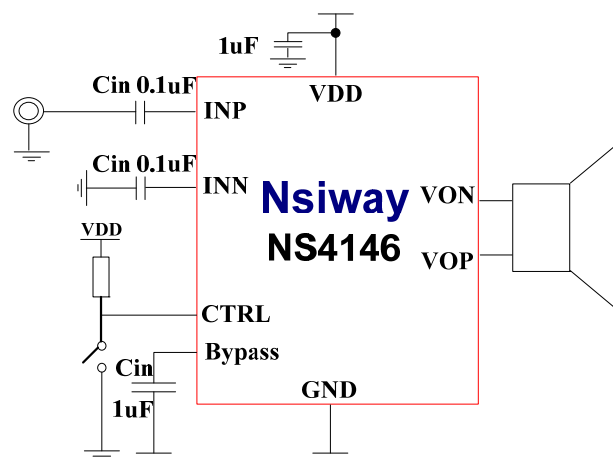 1uF
VDD
Cin 0.1uF
INP
Cin 0.1uF
INN
Nsiway
NS4146
VON
VOP
VDD
CTRL
Bypass
Cin
1uF
GND